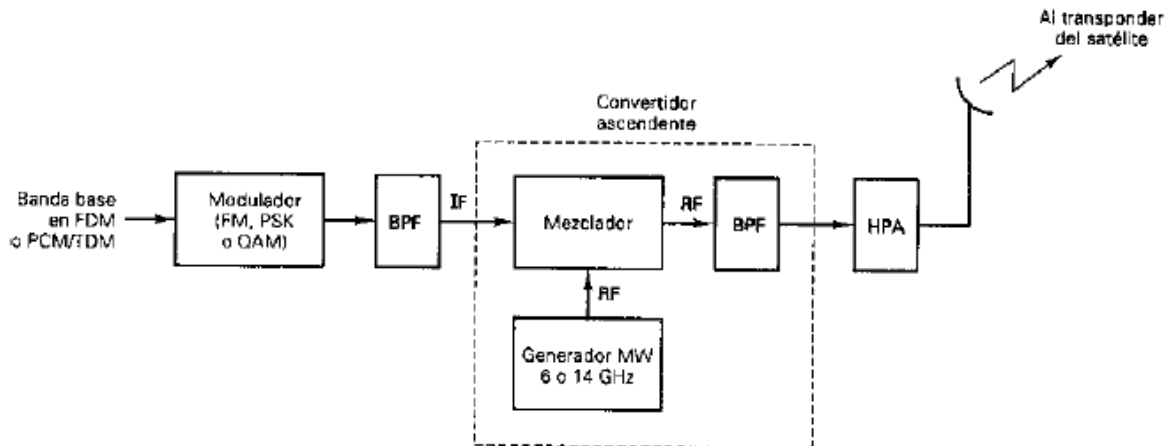 Al transponder
del satélite
Convertidor
ascendente
Banda base
en FDM
o PCM/TDM
Modulador
(FM, PSK
o QAM)
BPF
IF
Mezclador
RF
BPF
HPA
RF
Generador MW
6 o 14 GHz